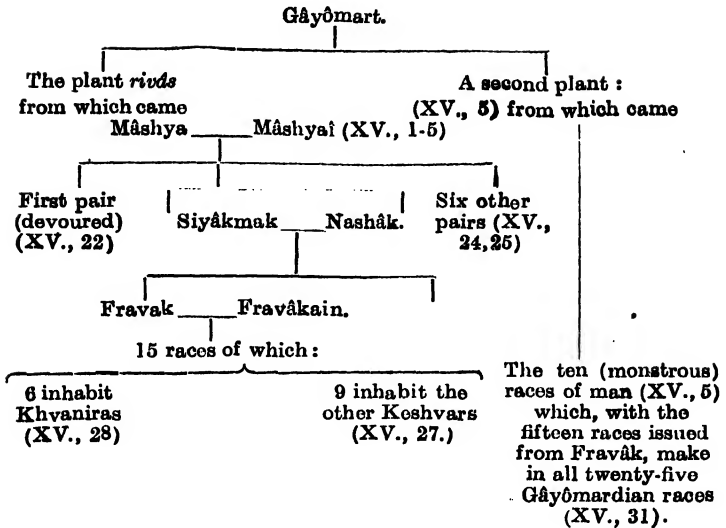 Gâyômart.
The plant rivâs
from which came
Mâshya Mâshyaî (XV., 1-5)
A second plant :
(XV., 5) from which came
First pair
(devoured)
(XV., 22)
Siyâkmak Nashâk.
Six other
pairs (XV.,
24,25)
Fravak Fravâkain.
15 races of which :
6 inhabit
Khvaniras
(XV., 28)
9 inhabit the
other Keshvars
(XV., 27.)
The ten (monstrous)
races of man (XV., 5)
which, with the
fifteen races issued
from Fravâk, make
in all twenty-five
Gâyômardian races
(XV., 31).